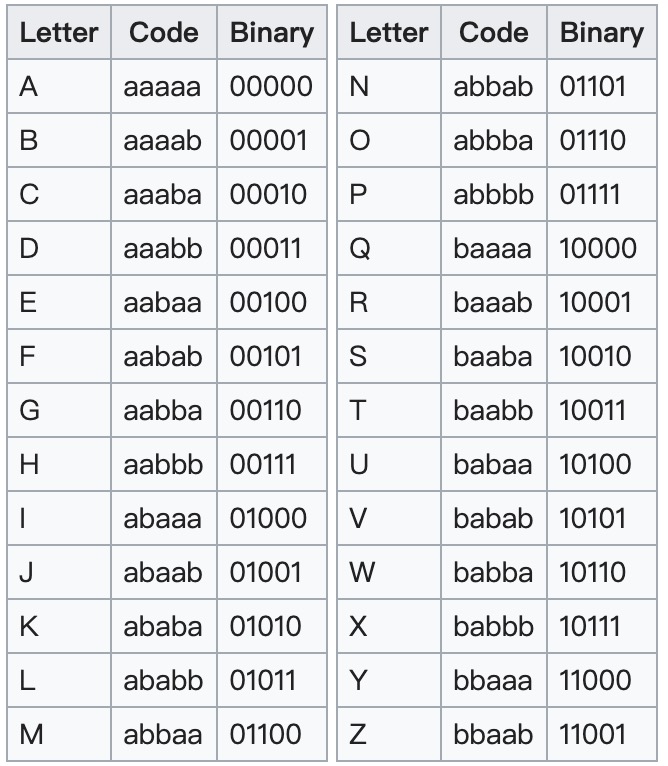 Letter Code Binary Letter Code Binary
A aaaaa 00000 N abbab 01101
B aaaab 00001 O abbba 01110
C aaaba 00010 P abbbb 01111
D aaabb 00011 Q baaaa 10000
E aabaa 00100 R baaab 10001
F aabab 00101 S baaba 10010
G aabba 00110 T baabb 10011
H aabbb 00111 U babaa 10100
I abaaa 01000 V babab 10101
J abaab 01001 W babba 10110
K ababa 01010 X babbb 10111
L ababb 01011 Y bbaaa 11000
M abbaa 01100 Z bbaab 11001